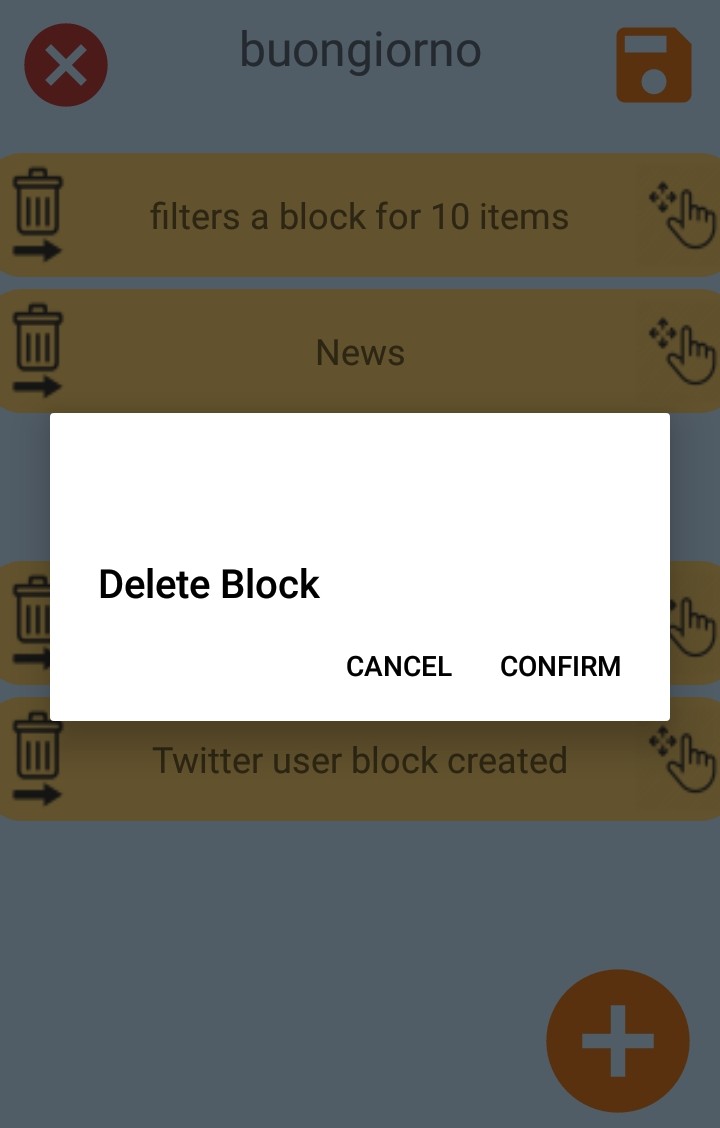 buongiorno
filters a block for 10 items
News
Delete Block
CANCEL CONFIRM
Twitter user block created